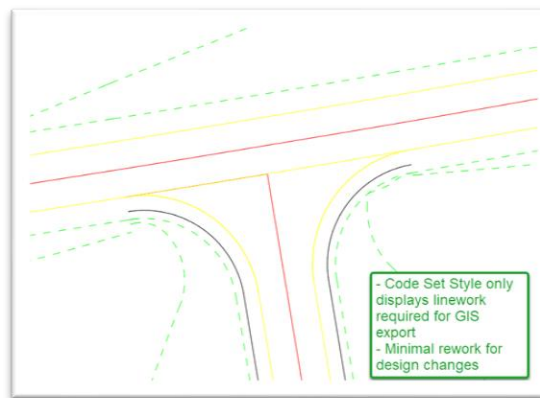 - Code Set Style only
displays linework
required for GIS
export
- Minimal rework for
design changes